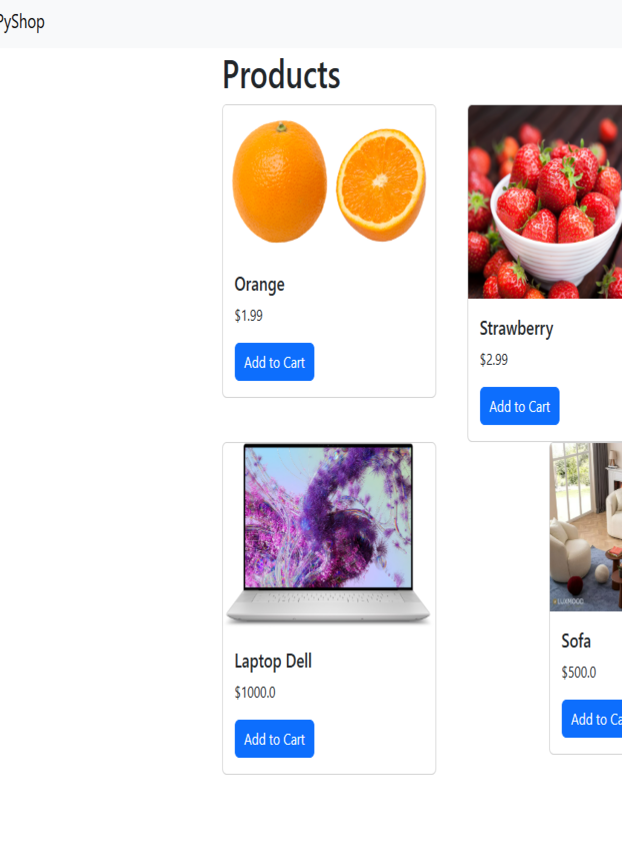 PyShop
Products
Orange
$1.99
Add to Cart
Strawberry
$2.99
Add to Cart
Laptop Dell
$1000.0
Add to Cart
LUXMOOD
Sofa
$500.0
Add to Ca